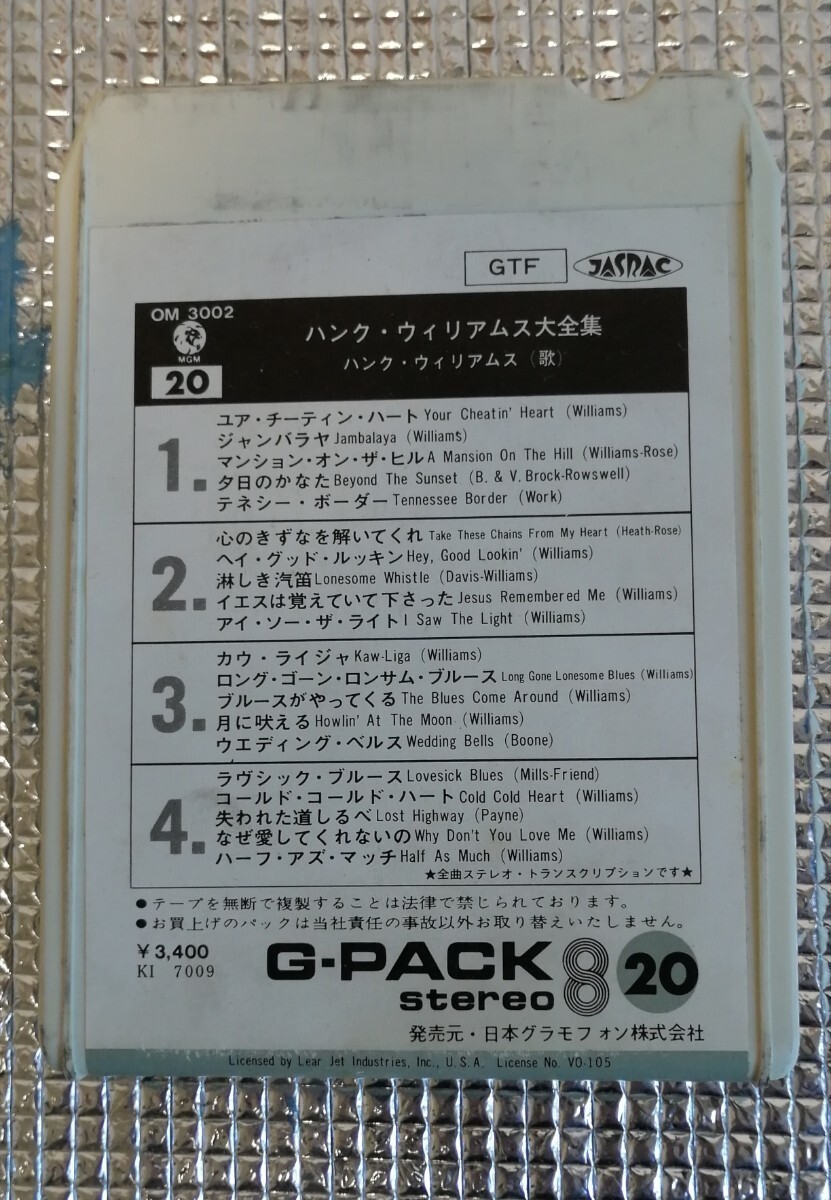 GTF JASRAC
OM 3002
MGM
20
ハンク・ウィリアムス大全集
ハンク・ウィリアムス（歌）
1.
ユア・チーティン・ハート Your Cheatin' Heart (Williams)
ジャンバラヤ Jambalaya (Williams)
マンション・オン・ザ・ヒル A Mansion On The Hill (Williams-Rose)
夕日のかなた Beyond The Sunset (B. & V. Brock-Rowswell)
テネシー・ボーダー Tennessee Border (Work)
2.
心のきずなを解いてくれ Take These Chains From My Heart (Heath-Rose)
ヘイ・グッド・ルッキン Hey, Good Lookin' (Williams)
淋しき汽笛 Lonesome Whistle (Davis-Williams)
イエスは覚えていて下さった Jesus Remembered Me (Williams)
アイ・ソー・ザ・ライト I Saw The Light (Williams)
3.
カウ・ライジャ Kaw-Liga (Williams)
ロング・ゴーン・ロンサム・ブルース Long Gone Lonesome Blues (Williams)
ブルースがやってくる The Blues Come Around (Williams)
月に吠える Howlin' At The Moon (Williams)
ウエディング・ベルス Wedding Bells (Boone)
4.
ラヴシック・ブルース Lovesick Blues (Mills-Friend)
コールド・コールド・ハート Cold Cold Heart (Williams)
失われた道しるべ Lost Highway (Payne)
なぜ愛してくれないの Why Don't You Love Me (Williams)
ハーフ・アズ・マッチ Half As Much (Williams)
★全曲ステレオ・トランスクリプションです★
●テープを無断で複製することは法律で禁じられております。
●お買上げのパックは当社責任の事故以外お取り替えいたしません。
￥3,400
KI 7009
G-PACK 8 20
stereo
発売元・日本グラモフォン株式会社
Licensed by Lear Jet Industries, Inc., U.S.A. License No. VO-105